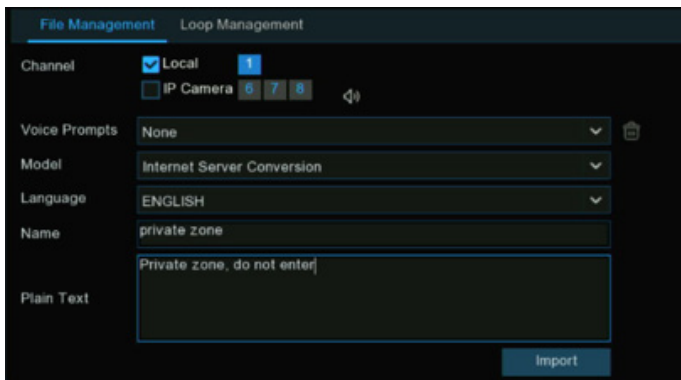 File Management Loop Management
Channel Local 1
IP Camera 6 7 8
Voice Prompts None
Model Internet Server Conversion
Language ENGLISH
Name private zone
Private zone, do not enter
Plain Text
Import